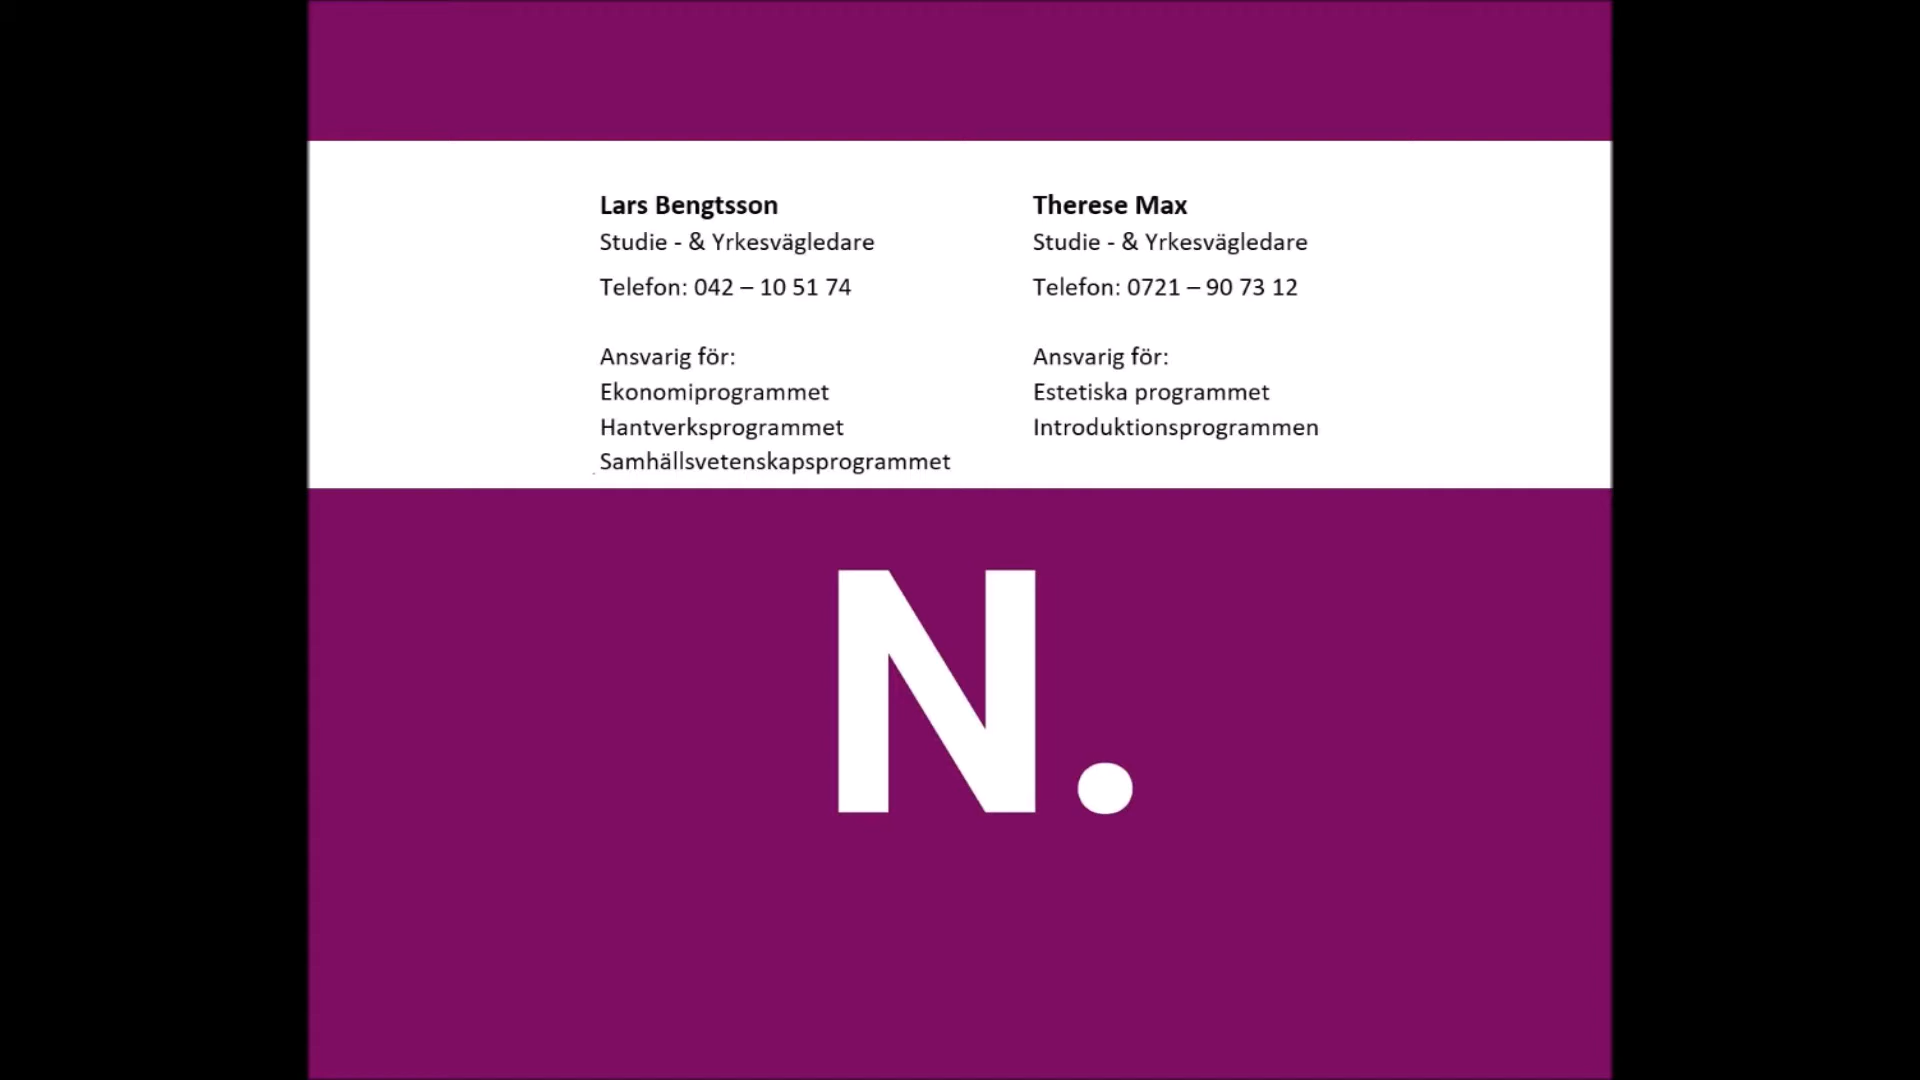 Lars Bengtsson
Studie - & Yrkesvägledare
Telefon: 042 – 10 51 74
Ansvarig för:
Ekonomiprogrammet
Hantverksprogrammet
Samhällsvetenskapsprogrammet
Therese Max
Studie - & Yrkesvägledare
Telefon: 0721 – 90 73 12
Ansvarig för:
Estetiska programmet
Introduktionsprogrammen
N.